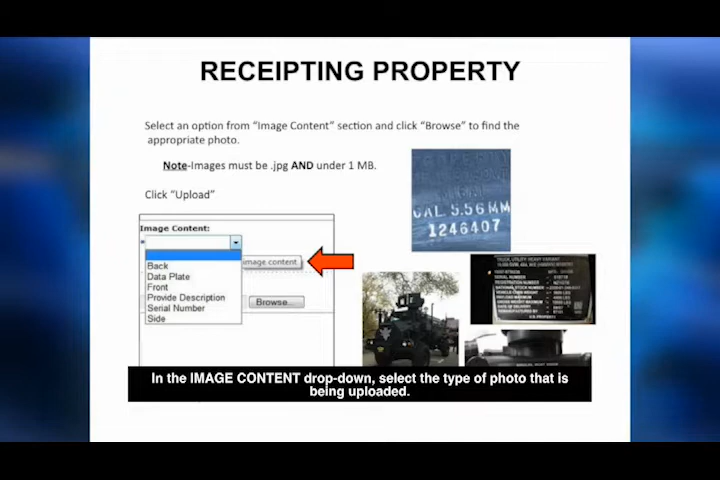 RECEIPTING PROPERTY
Select an option from “Image Content” section and click “Browse” to find the
appropriate photo.
Note-Images must be .jpg AND under 1 MB.
Click “Upload”
PROPERTY
CAL. 5.56 MM
1246407
Image Content:
image content
Back
Data Plate
Front
Provide Description
Serial Number
Side
Browse...
In the IMAGE CONTENT drop-down, select the type of photo that is
being uploaded.